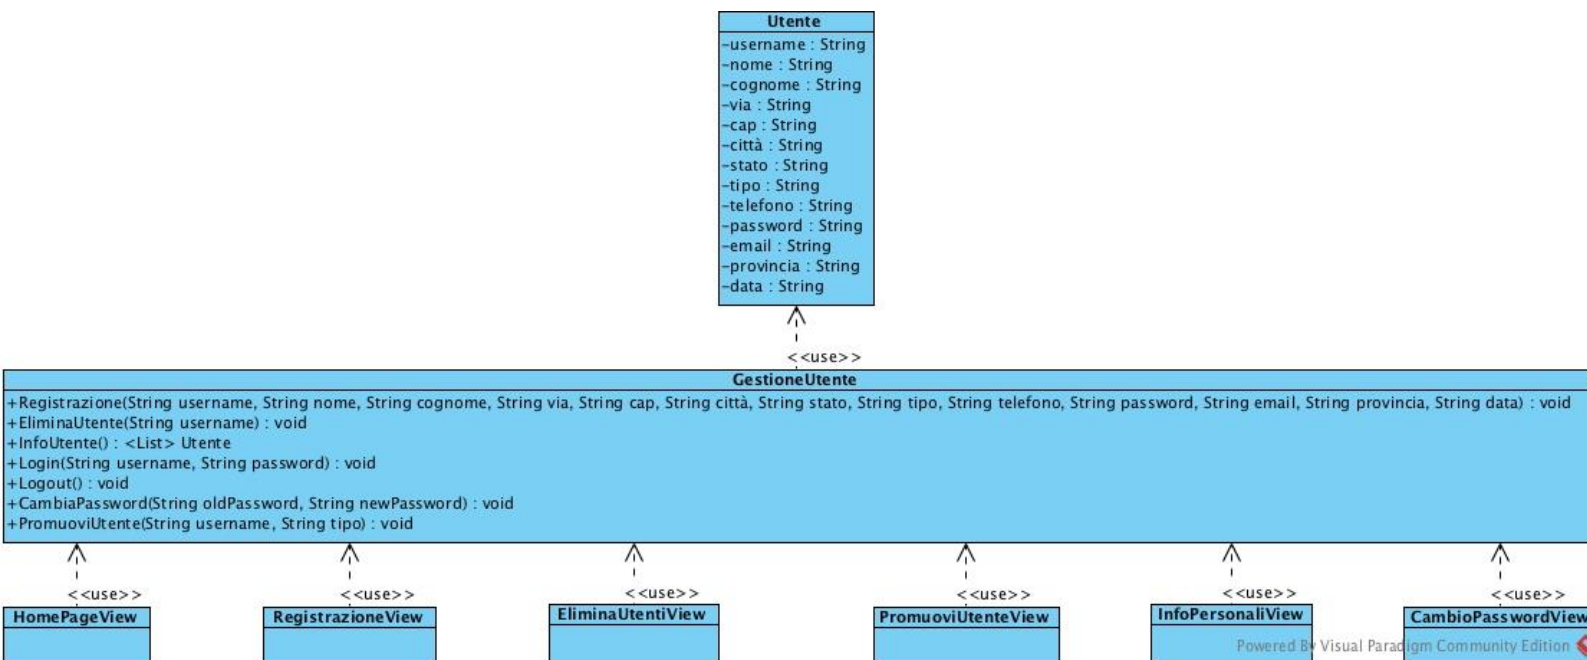 Utente
-username : String
-nome : String
-cognome : String
-via : String
-cap : String
-città : String
-stato : String
-tipo : String
-telefono : String
-password : String
-email : String
-provincia : String
-data : String
<<use>>
GestioneUtente
+Registrazione(String username, String nome, String cognome, String via, String cap, String città, String stato, String tipo, String telefono, String password, String email, String provincia, String data) : void
+EliminaUtente(String username) : void
+InfoUtente() : <List> Utente
+Login(String username, String password) : void
+Logout() : void
+CambiaPassword(String oldPassword, String newPassword) : void
+PromuoviUtente(String username, String tipo) : void
<<use>> <<use>> <<use>> <<use>> <<use>> <<use>>
HomePageView RegistrazioneView EliminaUtentiView PromuoviUtenteView InfoPersonaliView CambioPasswordView
Powered By Visual Paradigm Community Edition